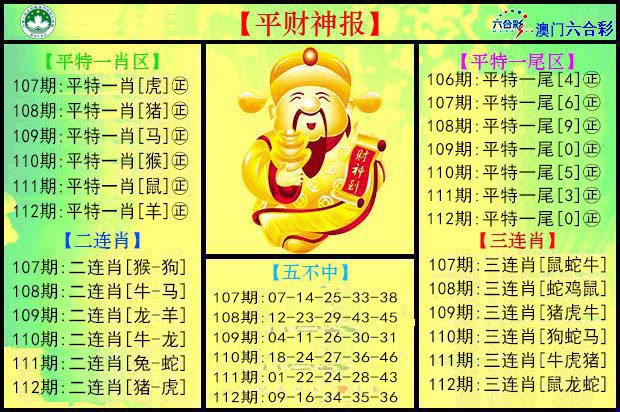 【平财神报】
六合彩
澳门六合彩
【平特一肖区】
107期:平特一肖[虎]㊣
108期:平特一肖[猪]㊣
109期:平特一肖[马]㊣
110期:平特一肖[猴]㊣
111期:平特一肖[鼠]㊣
112期:平特一肖[羊]㊣
【二连肖】
107期:二连肖[猴-狗]
108期:二连肖[牛-马]
109期:二连肖[龙-羊]
110期:二连肖[牛-龙]
111期:二连肖[兔-蛇]
112期:二连肖[猪-虎]
财神到
【五不中】
107期:07-14-25-33-38
108期:12-23-29-43-45
109期:04-11-26-30-31
110期:18-24-27-36-46
111期:01-22-24-28-43
112期:09-16-34-35-36
【平特一尾区】
106期:平特一尾[4]㊣
107期:平特一尾[6]㊣
108期:平特一尾[9]㊣
109期:平特一尾[0]㊣
110期:平特一尾[5]㊣
111期:平特一尾[3]㊣
112期:平特一尾[0]㊣
【三连肖】
107期:三连肖[鼠蛇牛]
108期:三连肖[蛇鸡鼠]
109期:三连肖[猪虎牛]
110期:三连肖[狗蛇马]
111期:三连肖[牛虎猪]
112期:三连肖[鼠龙蛇]